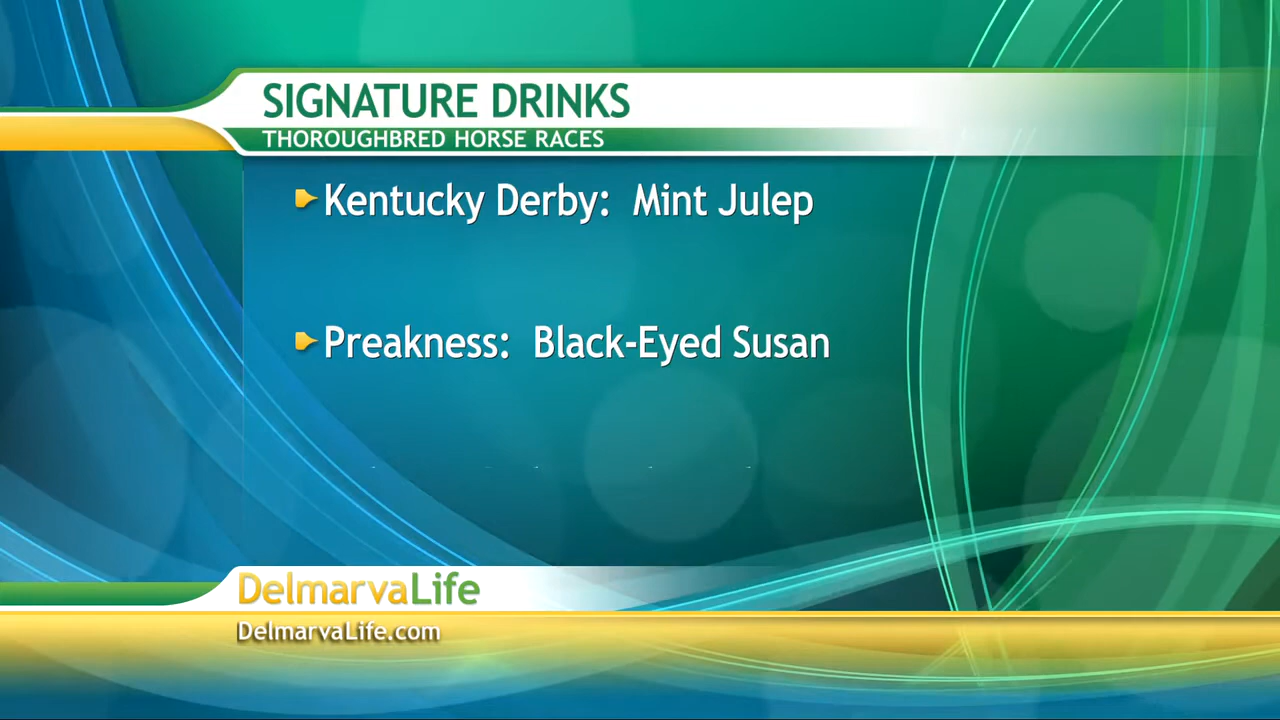 SIGNATURE DRINKS
THOROUGHBRED HORSE RACES
Kentucky Derby: Mint Julep
Preakness: Black-Eyed Susan
DelmarvaLife
DelmarvaLife.com